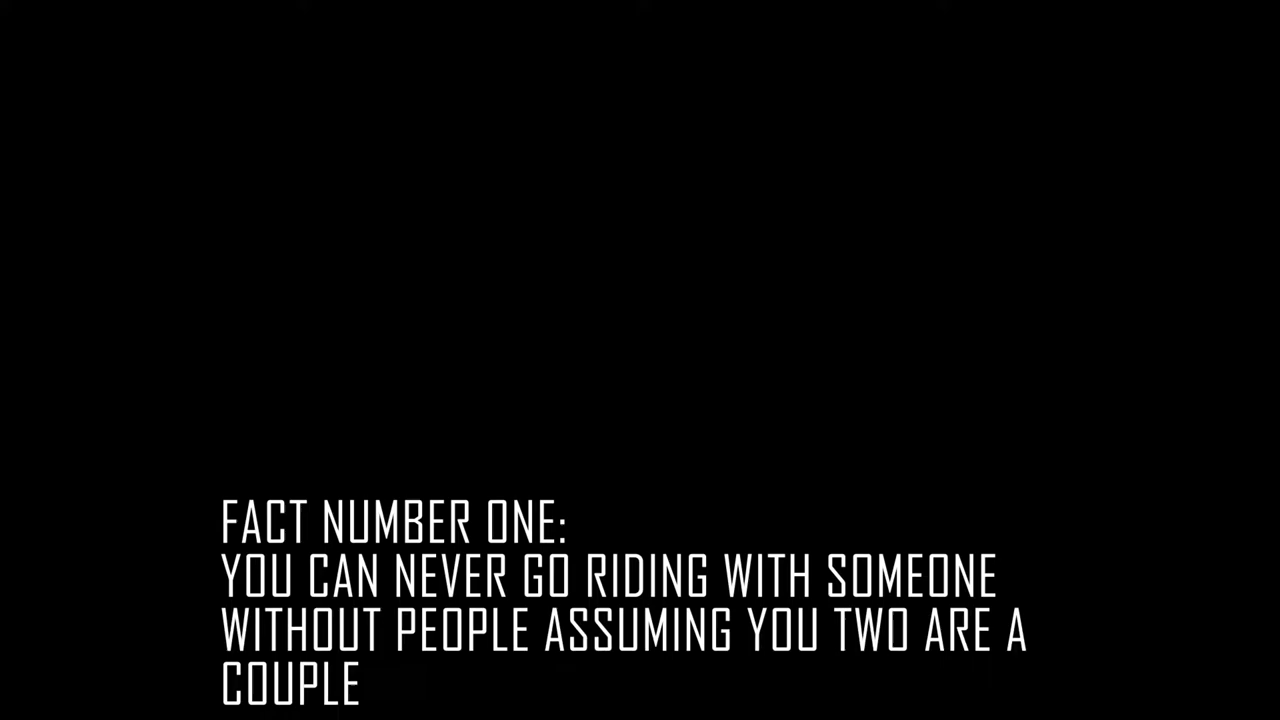 FACT NUMBER ONE:
YOU CAN NEVER GO RIDING WITH SOMEONE
WITHOUT PEOPLE ASSUMING YOU TWO ARE A
COUPLE